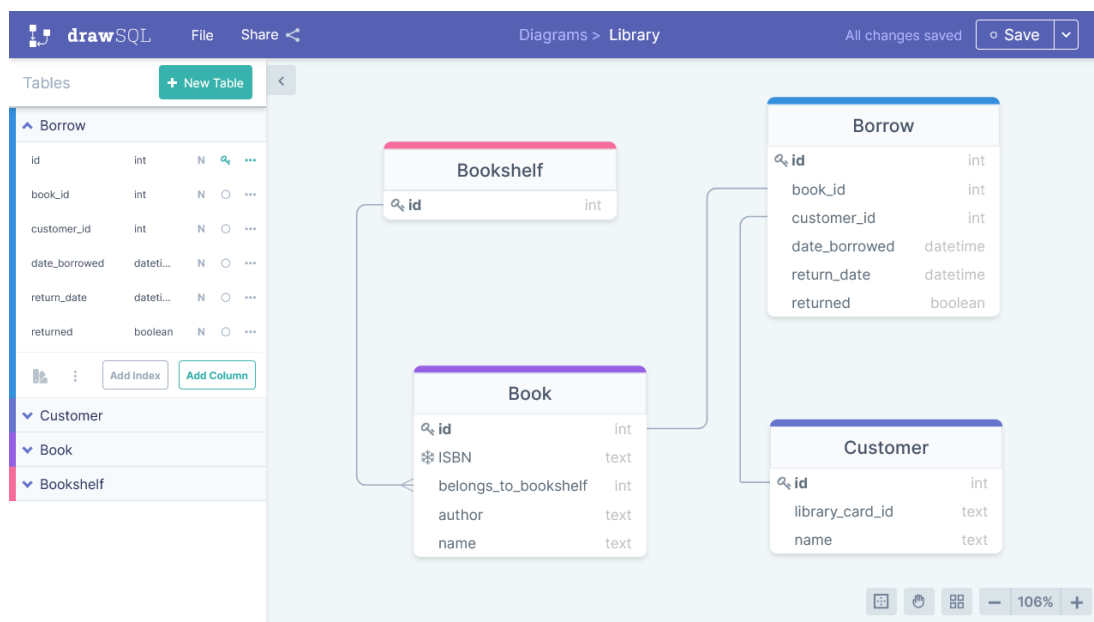 drawSQL File Share Diagrams > Library All changes saved Save
Tables + New Table
Borrow
id int N
book_id int N
customer_id int N
date_borrowed dateti... N
return_date dateti... N
returned boolean N
Add Index Add Column
Customer
Book
Bookshelf
Bookshelf
id int
Borrow
id int
book_id int
customer_id int
date_borrowed datetime
return_date datetime
returned boolean
Book
id int
ISBN text
belongs_to_bookshelf int
author text
name text
Customer
id int
library_card_id text
name text
106%